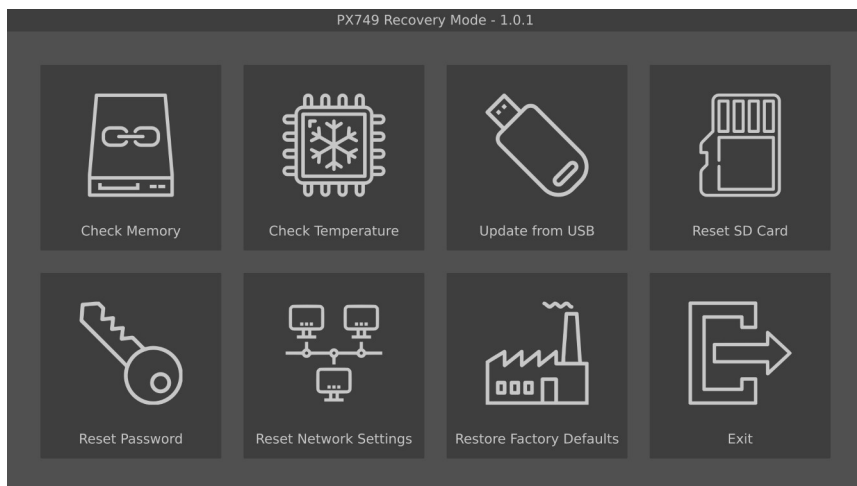 PX749 Recovery Mode - 1.0.1
Check Memory
Check Temperature
Update from USB
Reset SD Card
Reset Password
Reset Network Settings
Restore Factory Defaults
Exit